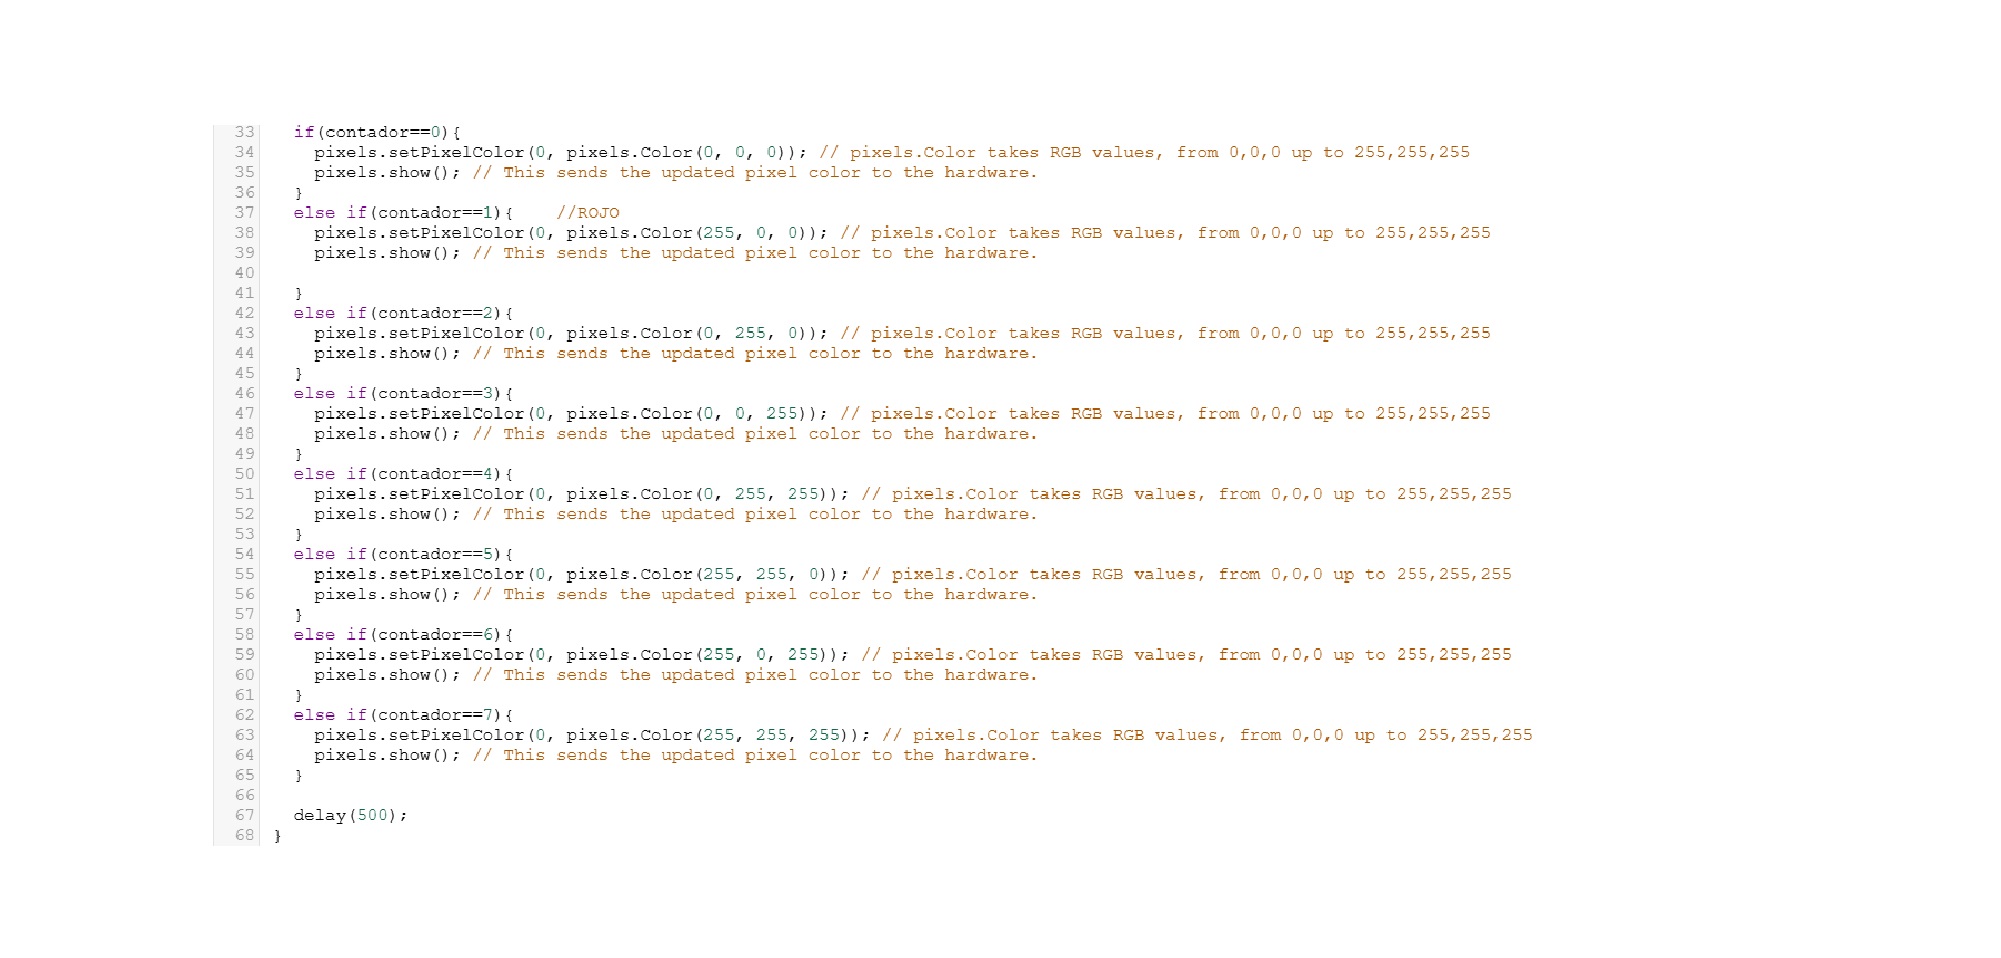 33 if(contador==0){
34 pixels.setPixelColor(0, pixels.Color(0, 0, 0)); // pixels.Color takes RGB values, from 0,0,0 up to 255,255,255
35 pixels.show(); // This sends the updated pixel color to the hardware.
36 }
37 else if(contador==1){ //ROJO
38 pixels.setPixelColor(0, pixels.Color(255, 0, 0)); // pixels.Color takes RGB values, from 0,0,0 up to 255,255,255
39 pixels.show(); // This sends the updated pixel color to the hardware.
40
41 }
42 else if(contador==2){
43 pixels.setPixelColor(0, pixels.Color(0, 255, 0)); // pixels.Color takes RGB values, from 0,0,0 up to 255,255,255
44 pixels.show(); // This sends the updated pixel color to the hardware.
45 }
46 else if(contador==3){
47 pixels.setPixelColor(0, pixels.Color(0, 0, 255)); // pixels.Color takes RGB values, from 0,0,0 up to 255,255,255
48 pixels.show(); // This sends the updated pixel color to the hardware.
49 }
50 else if(contador==4){
51 pixels.setPixelColor(0, pixels.Color(0, 255, 255)); // pixels.Color takes RGB values, from 0,0,0 up to 255,255,255
52 pixels.show(); // This sends the updated pixel color to the hardware.
53 }
54 else if(contador==5){
55 pixels.setPixelColor(0, pixels.Color(255, 255, 0)); // pixels.Color takes RGB values, from 0,0,0 up to 255,255,255
56 pixels.show(); // This sends the updated pixel color to the hardware.
57 }
58 else if(contador==6){
59 pixels.setPixelColor(0, pixels.Color(255, 0, 255)); // pixels.Color takes RGB values, from 0,0,0 up to 255,255,255
60 pixels.show(); // This sends the updated pixel color to the hardware.
61 }
62 else if(contador==7){
63 pixels.setPixelColor(0, pixels.Color(255, 255, 255)); // pixels.Color takes RGB values, from 0,0,0 up to 255,255,255
64 pixels.show(); // This sends the updated pixel color to the hardware.
65 }
66
67 delay(500);
68 }